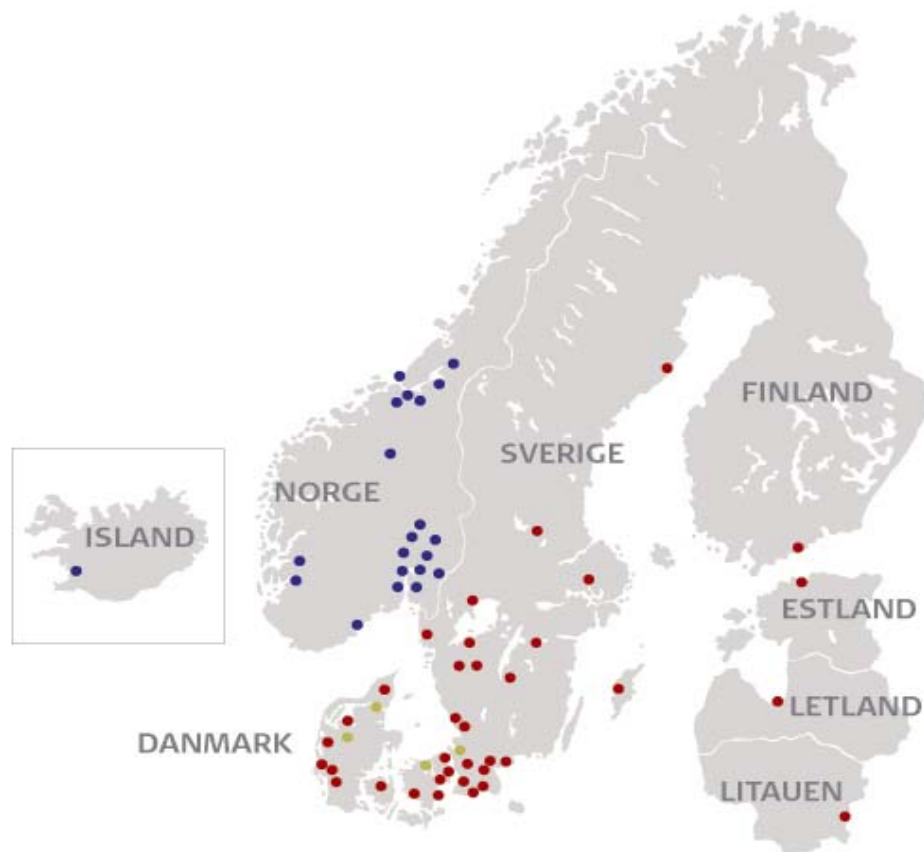 FINLAND
SVERIGE
NORGE
ISLAND
ESTLAND
LETLAND
DANMARK
LITAUEN